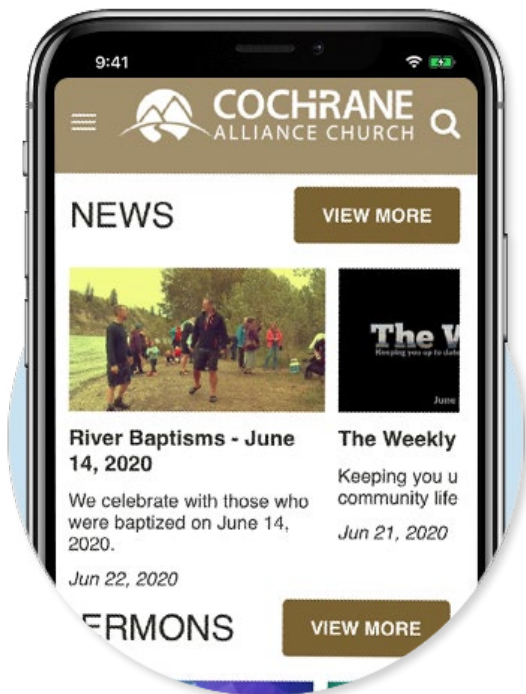 9:41
COCHRANE
ALLIANCE CHURCH
NEWS
VIEW MORE
The W
Keeping you up to date
June
River Baptisms - June
14, 2020
We celebrate with those who
were baptized on June 14,
2020.
Jun 22, 2020
The Weekly
Keeping you u
community life
Jun 21, 2020
ERMONS
VIEW MORE